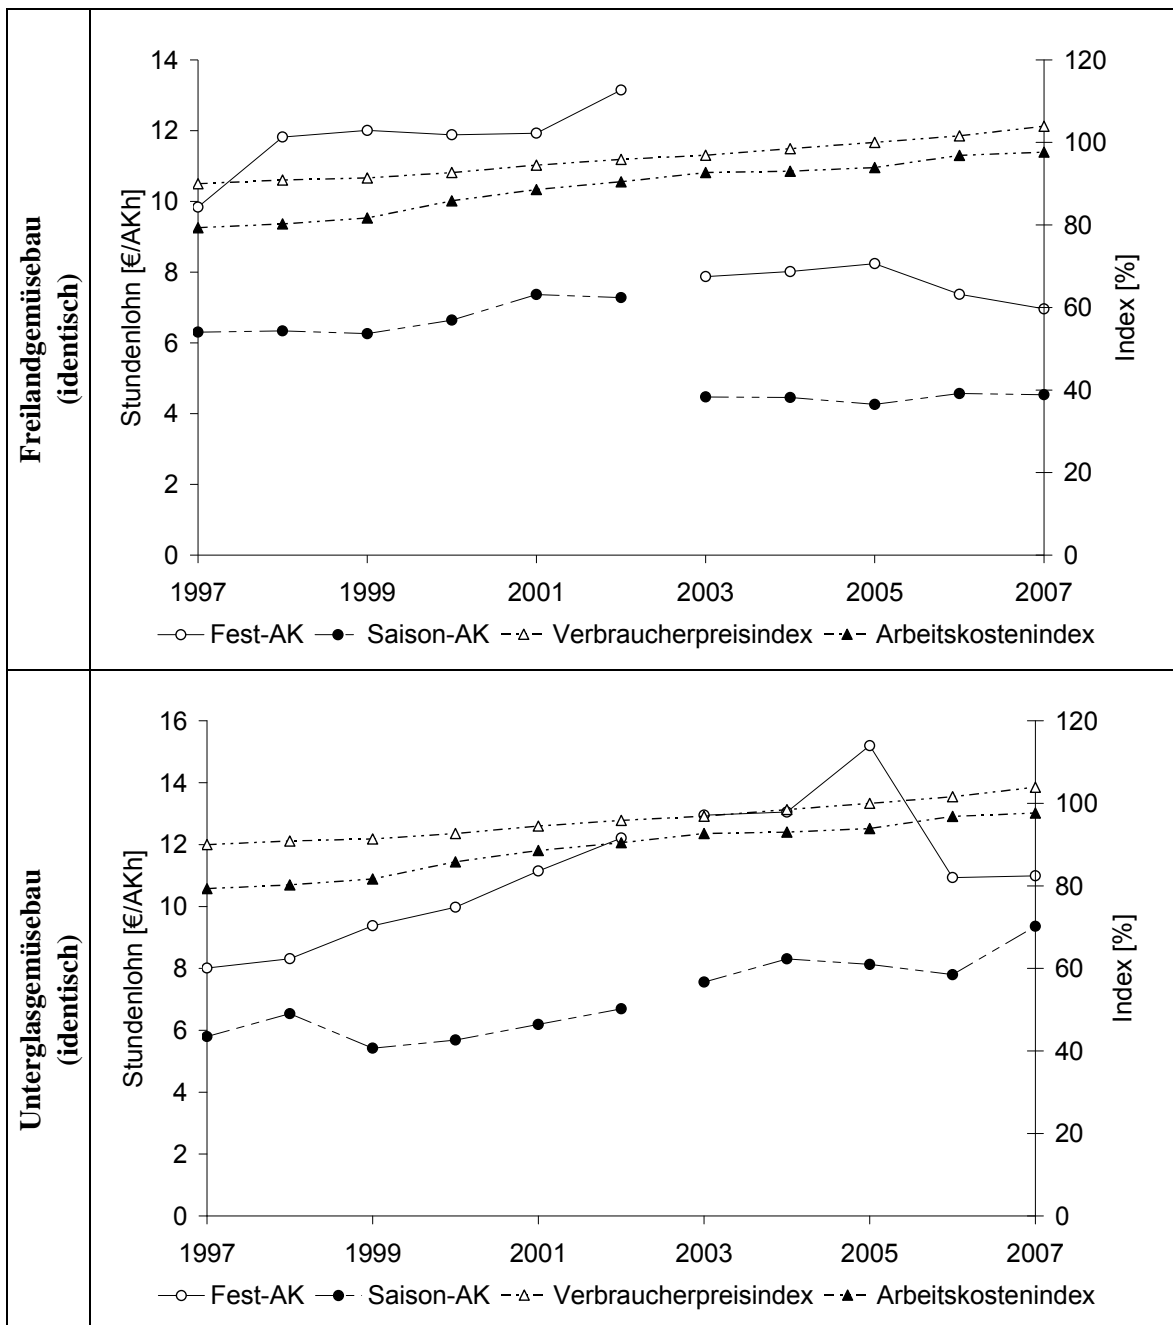 Freilandgemüsebau
(identisch)
Stundenlohn [€/AKh]
14
12
10
8
6
4
2
0
120
100
80
60
40
20
0
Index [%]
1997 1999 2001 2003 2005 2007
Fest-AK Saison-AK Verbraucherpreisindex Arbeitskostenindex
Unterglasgemüsebau
(identisch)
Stundenlohn [€/AKh]
16
14
12
10
8
6
4
2
0
120
100
80
60
40
20
0
Index [%]
1997 1999 2001 2003 2005 2007
Fest-AK Saison-AK Verbraucherpreisindex Arbeitskostenindex